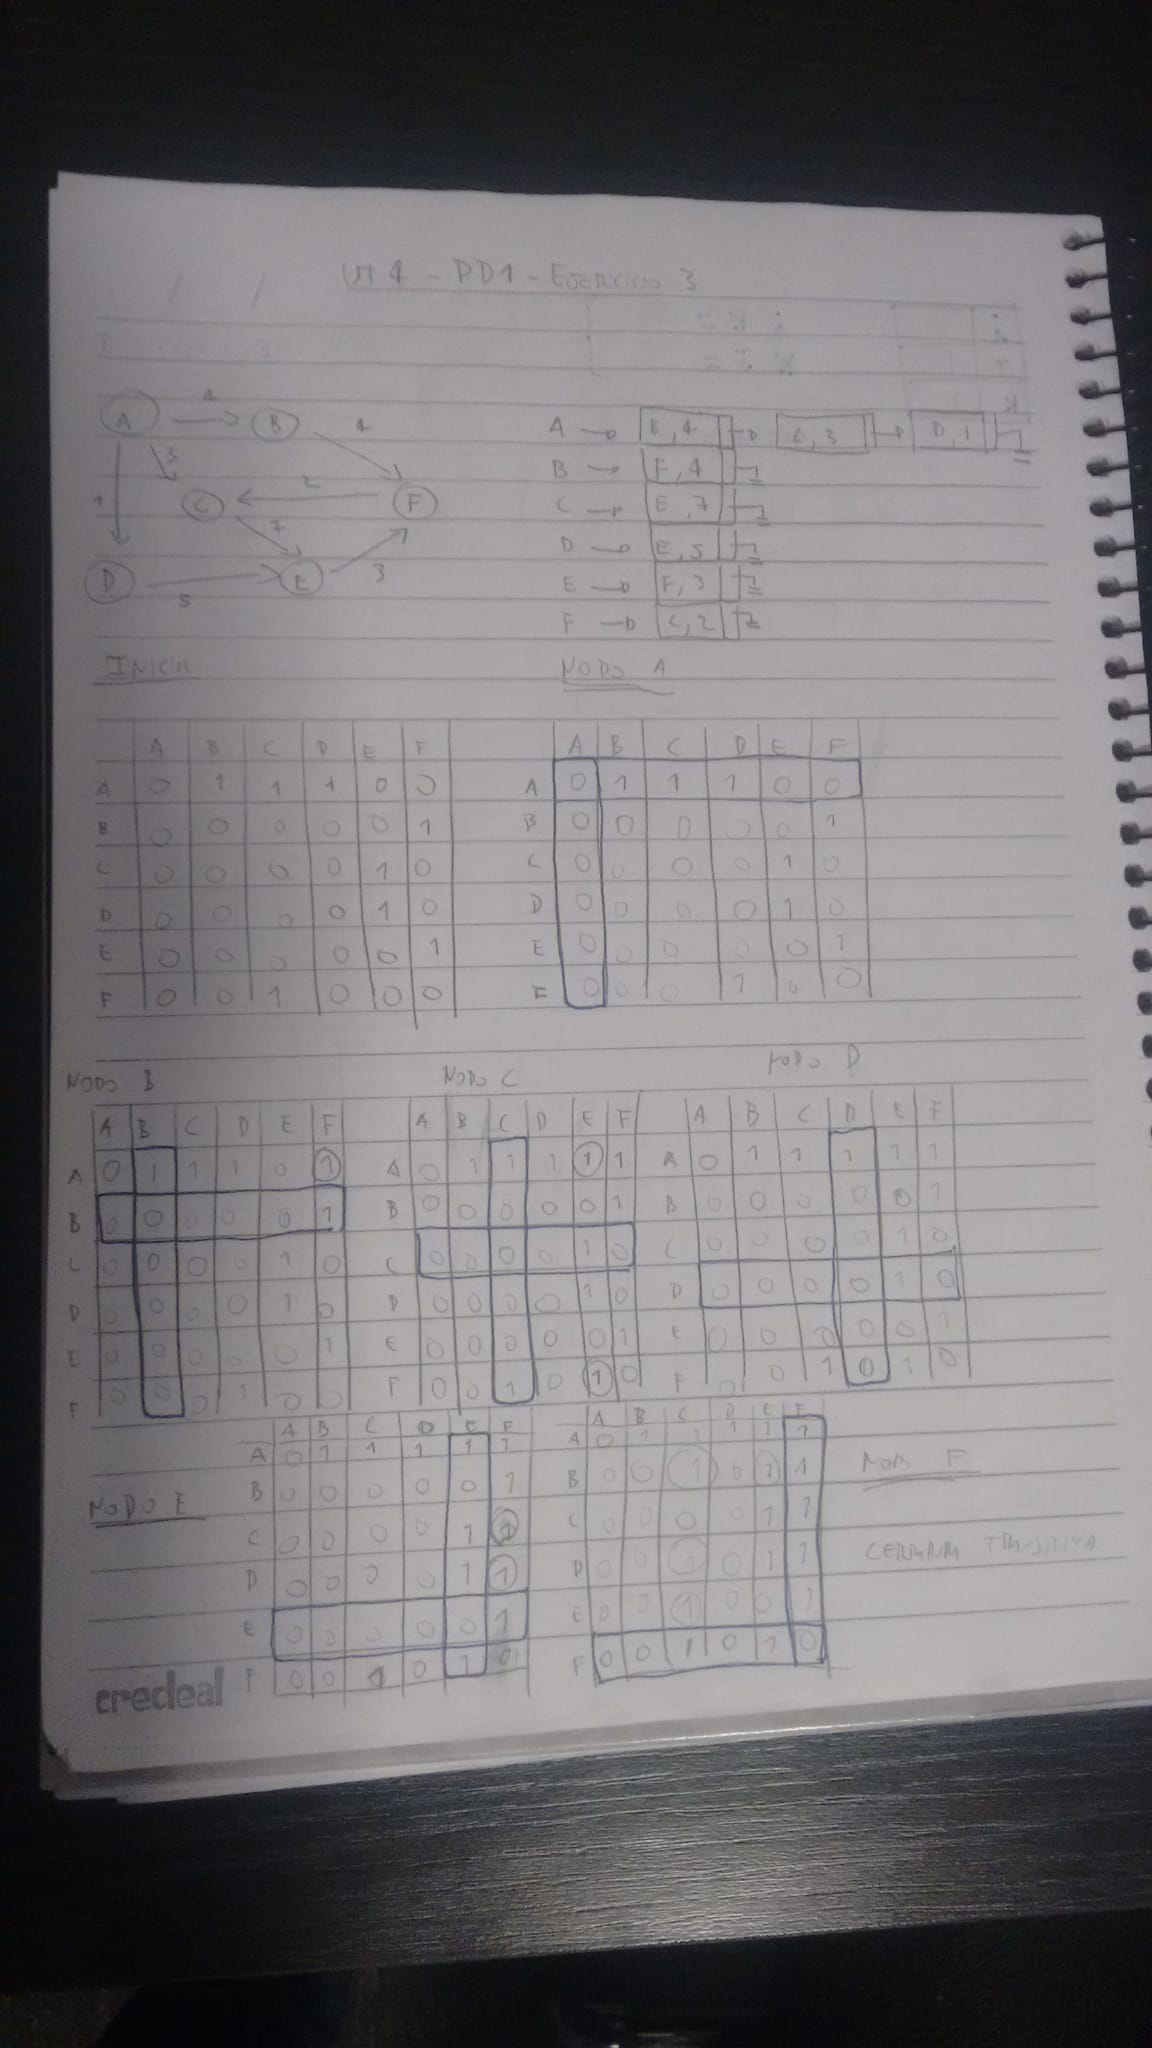 UT 4 - PD1 - EJERCICIO 3
A 4 B 4
3 2
1 C F
7
D E 3
5
A → B,4 → C,3 → D,1
B → F,4
C → E,7
D → E,5
E → F,3
F → C,2
NODO A
A B C D E F
A 0 1 1 1 0 0
B 0 0 0 0 0 1
C 0 0 0 0 1 0
D 0 0 0 0 1 0
E 0 0 0 0 0 1
F 0 0 1 0 0 0
A B C D E F
A 0 1 1 1 0 0
B 0 0 0 0 0 1
C 0 0 0 0 1 0
D 0 0 0 0 1 0
E 0 0 0 0 0 1
0 0 0 1 0 0
NODO B
A B C D E F
A 0 1 1 1 0 1
B 0 0 0 0 0 1
C 0 0 0 0 1 0
D 0 0 0 0 1 0
E 0 0 0 0 0 1
F 0 0 0 1 0 0
NODO C
A B C D E F
A 0 1 1 1 1 1
B 0 0 0 0 0 1
C 0 0 0 0 1 0
D 0 0 0 0 1 0
E 0 0 0 0 0 1
F 0 0 1 0 1 0
NODO D
A B C D E F
A 0 1 1 1 1 1
B 0 0 0 0 0 1
C 0 0 0 0 1 0
D 0 0 0 0 1 0
E 0 0 0 0 0 1
F 0 0 1 0 1 0
NODO E
A B C D E F
A 0 1 1 1 1 1
B 0 0 0 0 0 1
C 0 0 0 0 1 1
D 0 0 0 0 1 1
E 0 0 0 0 0 1
F 0 0 1 0 1 0
NODO F
A B C D E F
A 0 1 1 1 1 1
B 0 0 1 0 1 1
C 0 0 0 0 1 1
D 0 0 1 0 1 1
E 0 0 1 0 0 1
F 0 0 1 0 1 0
credeal